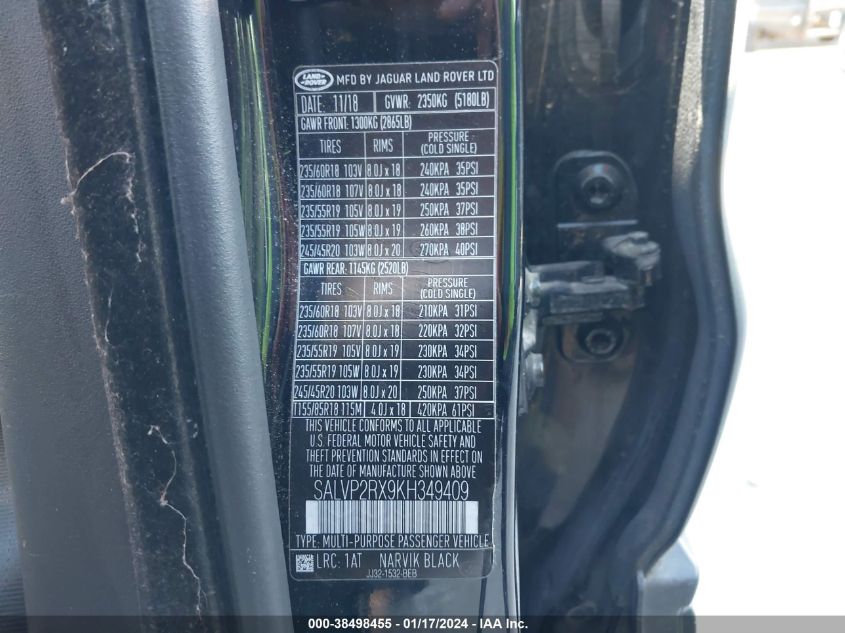 LAND ROVER MFD BY JAGUAR LAND ROVER LTD
DATE: 11/18 GVWR: 2350KG (5180LB)
GAWR FRONT: 1300KG (2865LB)
TIRES RIMS PRESSURE (COLD SINGLE)
235/60R18 103V 8.0J x 18 240KPA 35PSI
235/60R18 107V 8.0J x 18 240KPA 35PSI
235/55R19 105V 8.0J x 19 250KPA 37PSI
235/55R19 105W 8.0J x 19 260KPA 38PSI
245/45R20 103W 8.0J x 20 270KPA 40PSI
GAWR REAR: 1145KG (2520LB)
TIRES RIMS PRESSURE (COLD SINGLE)
235/60R18 103V 8.0J x 18 210KPA 31PSI
235/60R18 107V 8.0J x 18 220KPA 32PSI
235/55R19 105V 8.0J x 19 230KPA 34PSI
235/55R19 105W 8.0J x 19 230KPA 34PSI
245/45R20 103W 8.0J x 20 250KPA 37PSI
T155/85R18 115M 4.0J x 18 420KPA 61PSI
THIS VEHICLE CONFORMS TO ALL APPLICABLE
U.S. FEDERAL MOTOR VEHICLE SAFETY AND
THEFT PREVENTION STANDARDS IN EFFECT ON
THE DATE OF MANUFACTURE SHOWN ABOVE
SALVP2RX9KH349409
TYPE: MULTI-PURPOSE PASSENGER VEHICLE
LRC: 1AT NARVIK BLACK
JJ32-1532-BEB
000-38498455 - 01/17/2024 - IAA Inc.